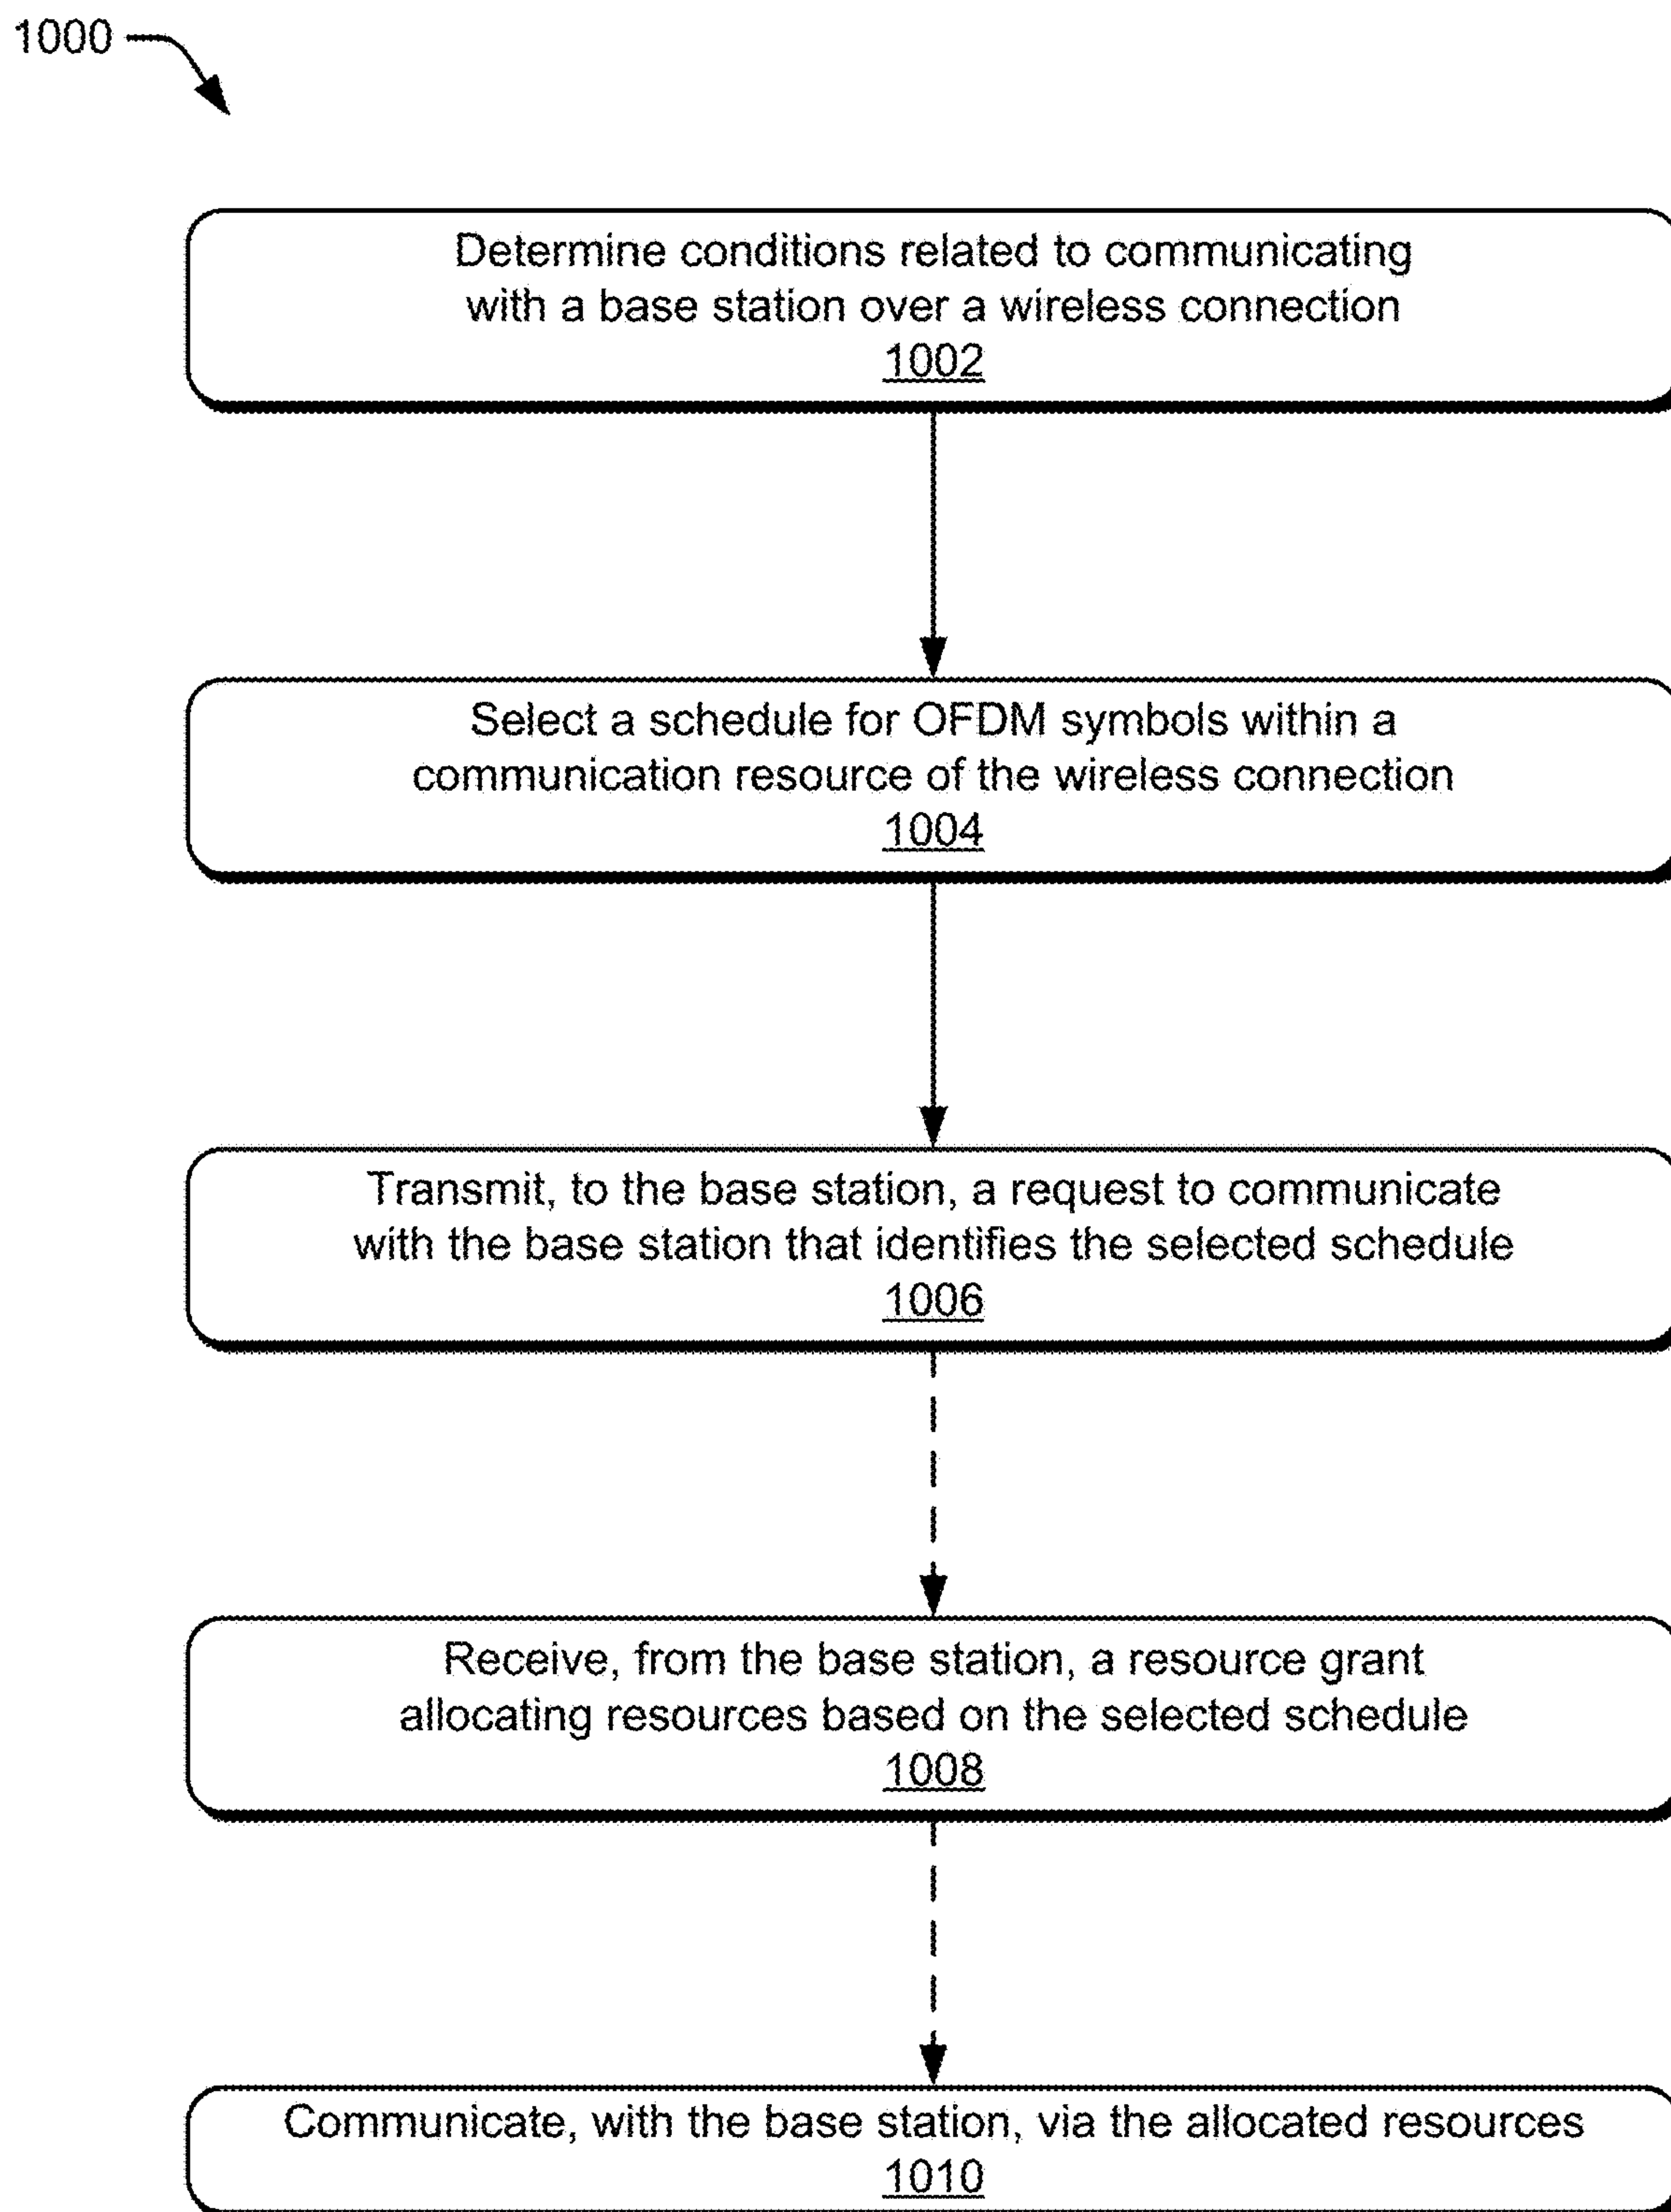 1000
Determine conditions related to communicating
with a base station over a wireless connection
1002
Select a schedule for OFDM symbols within a
communication resource of the wireless connection
1004
Transmit, to the base station, a request to communicate
with the base station that identifies the selected schedule
1006
Receive, from the base station, a resource grant
allocating resources based on the selected schedule
1008
Communicate, with the base station, via the allocated resources
1010